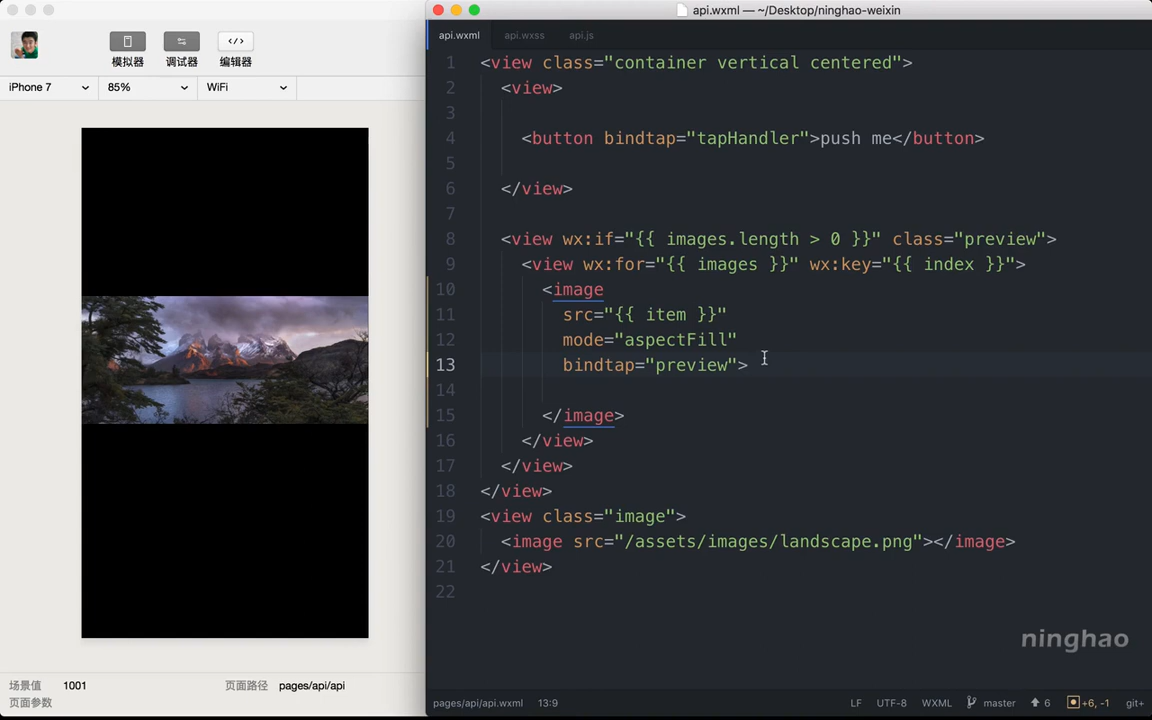 模拟器
调试器
编辑器
iPhone 7
85%
WiFi
场景值 1001
页面路径 pages/api/api
页面参数
api.wxml — ~/Desktop/ninghao-weixin
api.wxml
api.wxss
api.js
1 <view class="container vertical centered">
2 <view>
3
4 <button bindtap="tapHandler">push me</button>
5
6 </view>
7
8 <view wx:if="{{ images.length > 0 }}" class="preview">
9 <view wx:for="{{ images }}" wx:key="{{ index }}">
10 <image
11 src="{{ item }}"
12 mode="aspectFill"
13 bindtap="preview">
14
15 </image>
16 </view>
17 </view>
18 </view>
19 <view class="image">
20 <image src="/assets/images/landscape.png"></image>
21 </view>
22
ninghao
pages/api/api.wxml 13:9
LF UTF-8 WXML master 6 +6, -1 git+